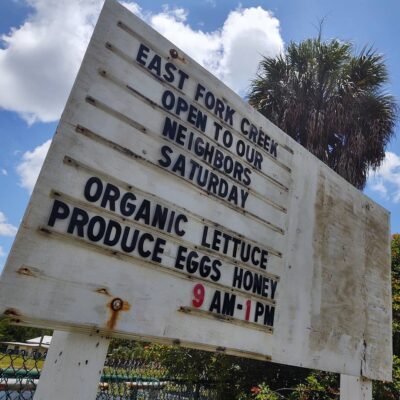 EAST FORK CREEK
OPEN TO OUR
NEIGHBORS
SATURDAY
ORGANIC LETTUCE
PRODUCE EGGS HONEY
9 AM-1 PM